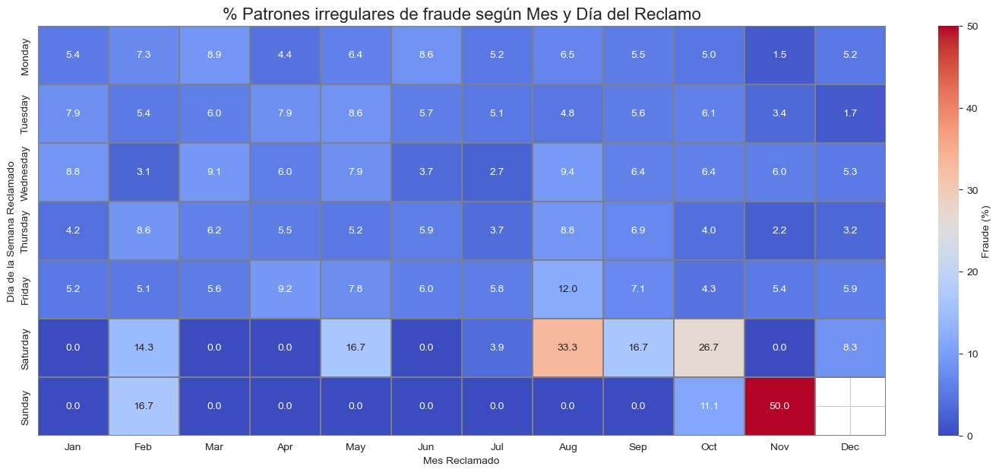 % Patrones irregulares de fraude según Mes y Día del Reclamo
Día de la Semana Reclamado
Monday 5.4 7.3 8.9 4.4 6.4 8.6 5.2 6.5 5.5 5.0 1.5 5.2
Tuesday 7.9 5.4 6.0 7.9 8.6 5.7 5.1 4.8 5.6 6.1 3.4 1.7
Wednesday 8.8 3.1 9.1 6.0 7.9 3.7 2.7 9.4 6.4 6.4 6.0 5.3
Thursday 4.2 8.6 6.2 5.5 5.2 5.9 3.7 8.8 6.9 4.0 2.2 3.2
Friday 5.2 5.1 5.6 9.2 7.8 6.0 5.8 12.0 7.1 4.3 5.4 5.9
Saturday 0.0 14.3 0.0 0.0 16.7 0.0 3.9 33.3 16.7 26.7 0.0 8.3
Sunday 0.0 16.7 0.0 0.0 0.0 0.0 0.0 0.0 0.0 11.1 50.0
Jan Feb Mar Apr May Jun Jul Aug Sep Oct Nov Dec
Mes Reclamado
50
40
30
20
10
0
Fraude (%)